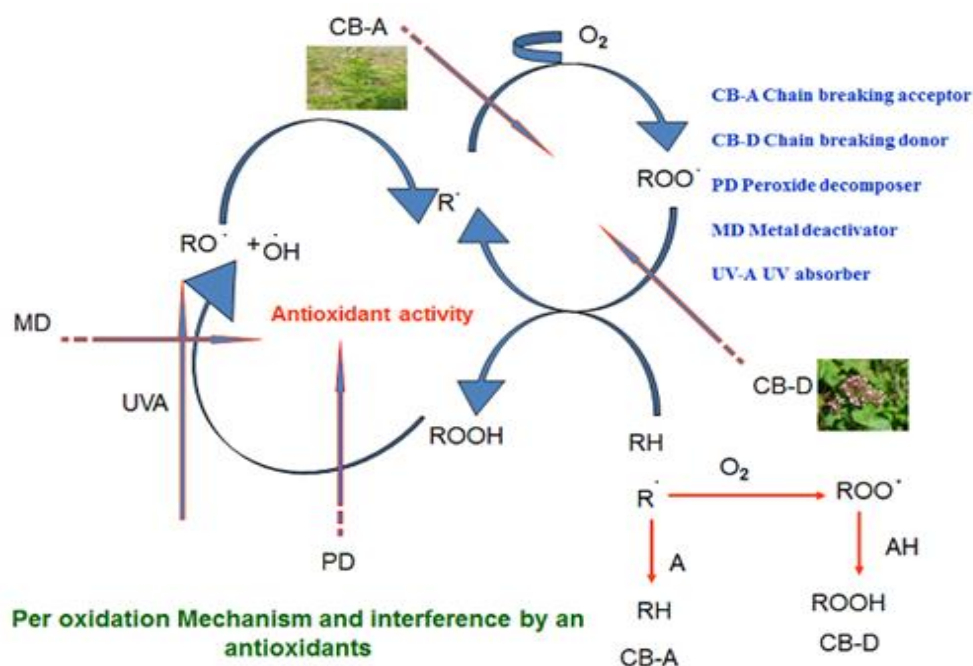 CB-A
O₂
CB-A Chain breaking acceptor
CB-D Chain breaking donor
PD Peroxide decomposer
MD Metal deactivator
UV-A UV absorber
ROO˙
R˙
RO˙ + ȮH
Antioxidant activity
MD
UVA
CB-D
ROOH
RH
PD
R˙
O₂
ROO˙
A
AH
RH
ROOH
CB-A
CB-D
Per oxidation Mechanism and interference by an
antioxidants